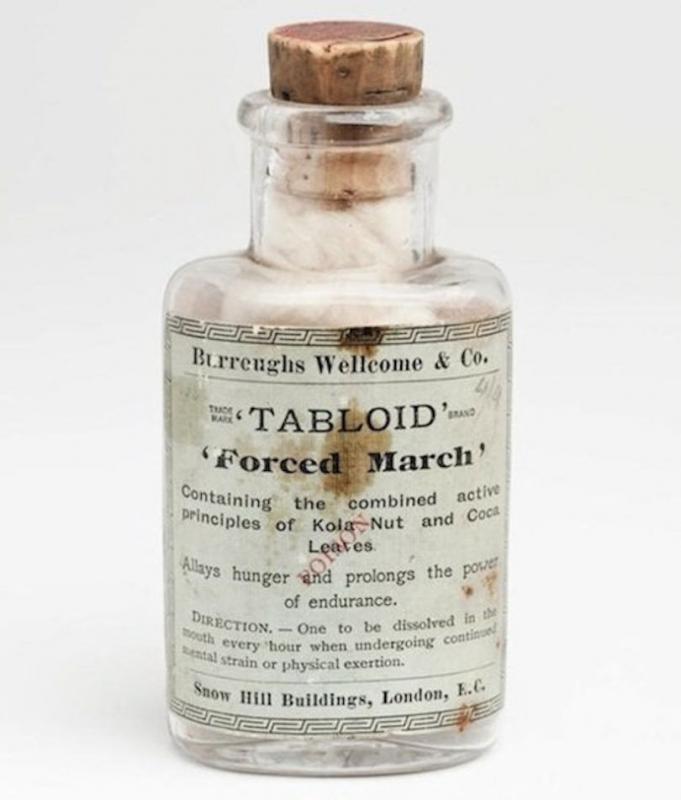 Burroughs Wellcome & Co.
TRADE MARK 'TABLOID' BRAND
'Forced March'
Containing the combined active
principles of Kola Nut and Coca
Leaves
POISON
Allays hunger and prolongs the power
of endurance.
DIRECTION. — One to be dissolved in the
mouth every hour when undergoing continued
mental strain or physical exertion.
Snow Hill Buildings, London, E.C.